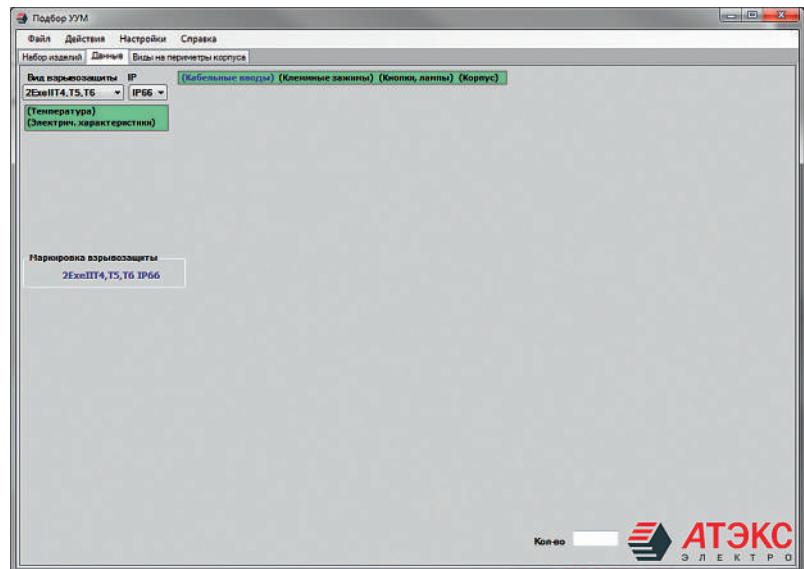 Подбор УУМ
Файл Действия Настройки Справка
Набор изделий Данные Виды на периметры корпуса
Вид взрывозащиты IP
2ExeIIT4,T5,T6 IP66
(Кабельные вводы) (Клеммные зажимы) (Кнопки, лампы) (Корпус)
(Температура)
(Электрич. характеристики)
Маркировка взрывозащиты
2ExeIIT4,T5,T6 IP66
Кол-во
АТЭКС
ЭЛЕКТРО